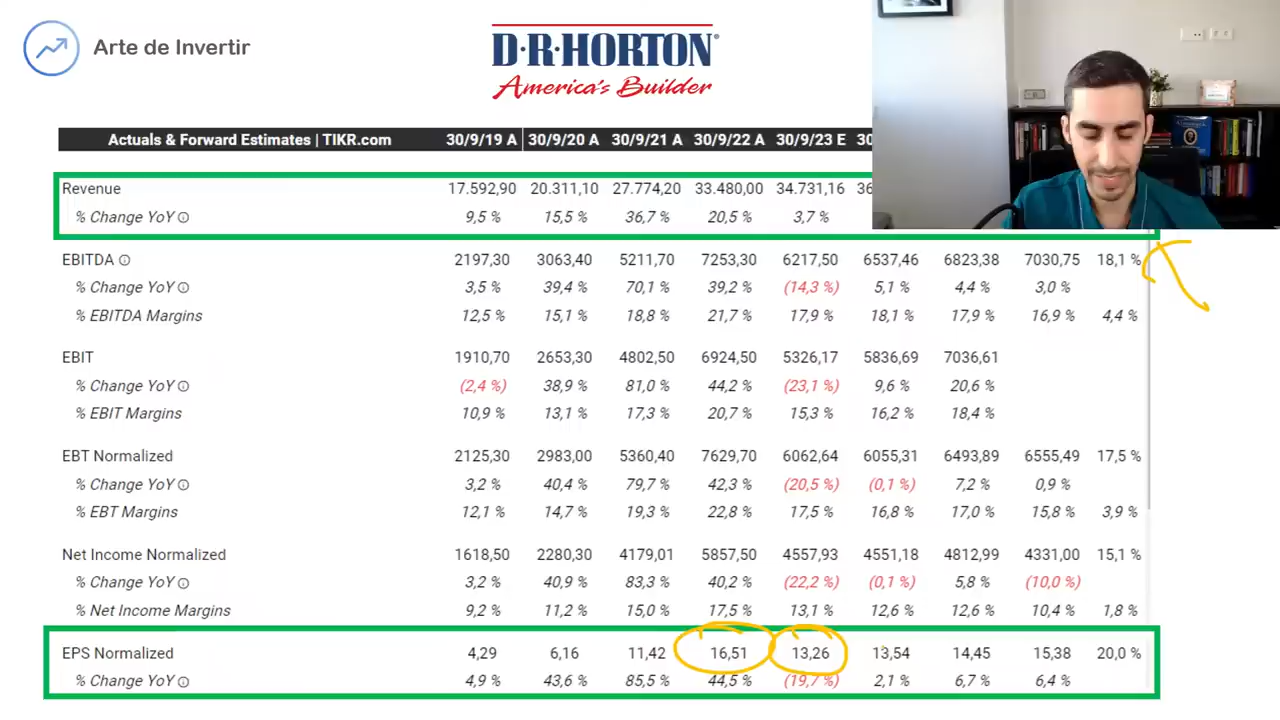 Arte de Invertir
D·R·HORTON®
America's Builder
Actuals & Forward Estimates | TIKR.com 30/9/19 A 30/9/20 A 30/9/21 A 30/9/22 A 30/9/23 E 30
Revenue 17.592,90 20.311,10 27.774,20 33.480,00 34.731,16 36
% Change YoY 9,5 % 15,5 % 36,7 % 20,5 % 3,7 %
EBITDA 2197,30 3063,40 5211,70 7253,30 6217,50 6537,46 6823,38 7030,75 18,1 %
% Change YoY 3,5 % 39,4 % 70,1 % 39,2 % (14,3 %) 5,1 % 4,4 % 3,0 %
% EBITDA Margins 12,5 % 15,1 % 18,8 % 21,7 % 17,9 % 18,1 % 17,9 % 16,9 % 4,4 %
EBIT 1910,70 2653,30 4802,50 6924,50 5326,17 5836,69 7036,61
% Change YoY (2,4 %) 38,9 % 81,0 % 44,2 % (23,1 %) 9,6 % 20,6 %
% EBIT Margins 10,9 % 13,1 % 17,3 % 20,7 % 15,3 % 16,2 % 18,4 %
EBT Normalized 2125,30 2983,00 5360,40 7629,70 6062,64 6055,31 6493,89 6555,49 17,5 %
% Change YoY 3,2 % 40,4 % 79,7 % 42,3 % (20,5 %) (0,1 %) 7,2 % 0,9 %
% EBT Margins 12,1 % 14,7 % 19,3 % 22,8 % 17,5 % 16,8 % 17,0 % 15,8 % 3,9 %
Net Income Normalized 1618,50 2280,30 4179,01 5857,50 4557,93 4551,18 4812,99 4331,00 15,1 %
% Change YoY 3,2 % 40,9 % 83,3 % 40,2 % (22,2 %) (0,1 %) 5,8 % (10,0 %)
% Net Income Margins 9,2 % 11,2 % 15,0 % 17,5 % 13,1 % 12,6 % 12,6 % 10,4 % 1,8 %
EPS Normalized 4,29 6,16 11,42 16,51 13,26 13,54 14,45 15,38 20,0 %
% Change YoY 4,9 % 43,6 % 85,5 % 44,5 % (19,7 %) 2,1 % 6,7 % 6,4 %